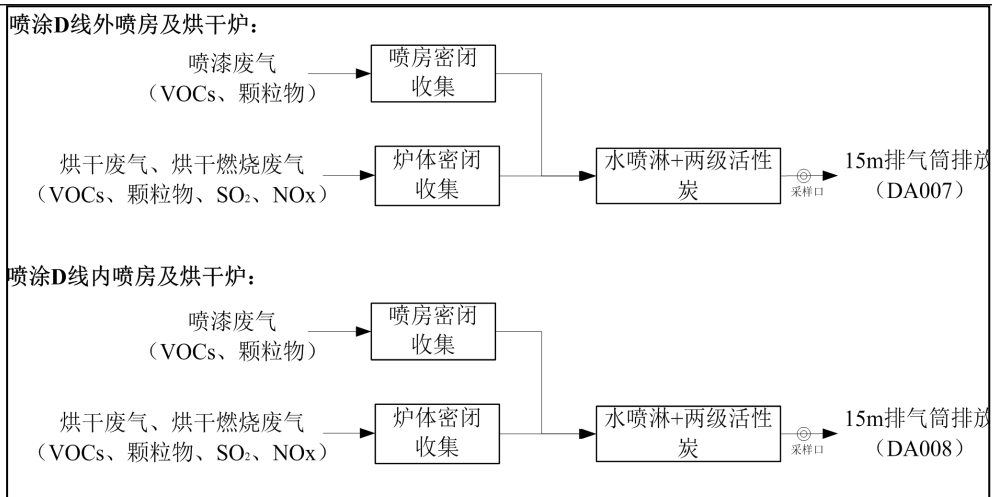 喷涂D线外喷房及烘干炉：
喷漆废气
（VOCs、颗粒物）
喷房密闭
收集
烘干废气、烘干燃烧废气
（VOCs、颗粒物、SO₂、NOx）
炉体密闭
收集
水喷淋+两级活性
炭
采样口
15m排气筒排放
（DA007）
喷涂D线内喷房及烘干炉：
喷漆废气
（VOCs、颗粒物）
喷房密闭
收集
烘干废气、烘干燃烧废气
（VOCs、颗粒物、SO₂、NOx）
炉体密闭
收集
水喷淋+两级活性
炭
采样口
15m排气筒排放
（DA008）